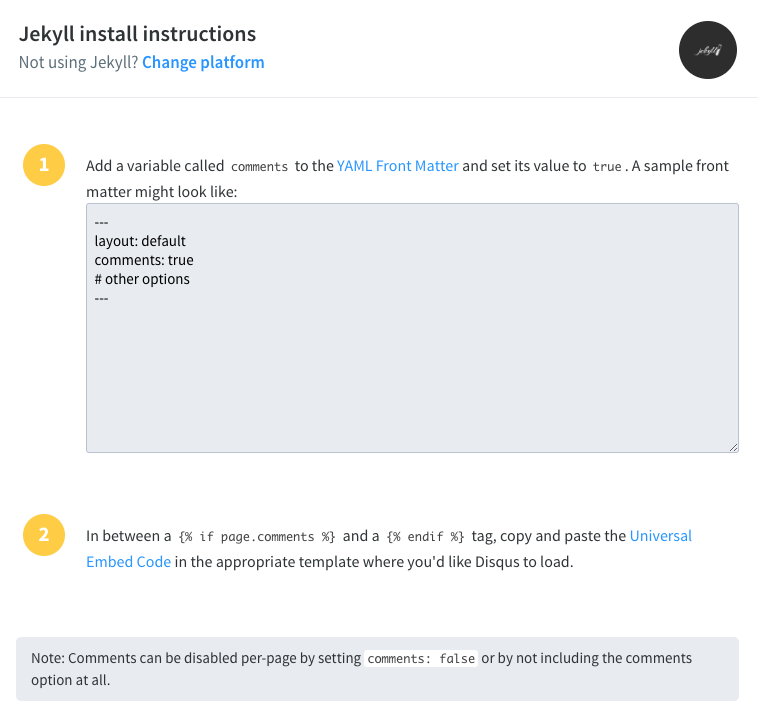 Jekyll install instructions
Not using Jekyll? Change platform
jekyll
1
Add a variable called comments to the YAML Front Matter and set its value to true. A sample front
matter might look like:
---
layout: default
comments: true
# other options
---
2
In between a {% if page.comments %} and a {% endif %} tag, copy and paste the Universal
Embed Code in the appropriate template where you'd like Disqus to load.
Note: Comments can be disabled per-page by setting comments: false or by not including the comments
option at all.